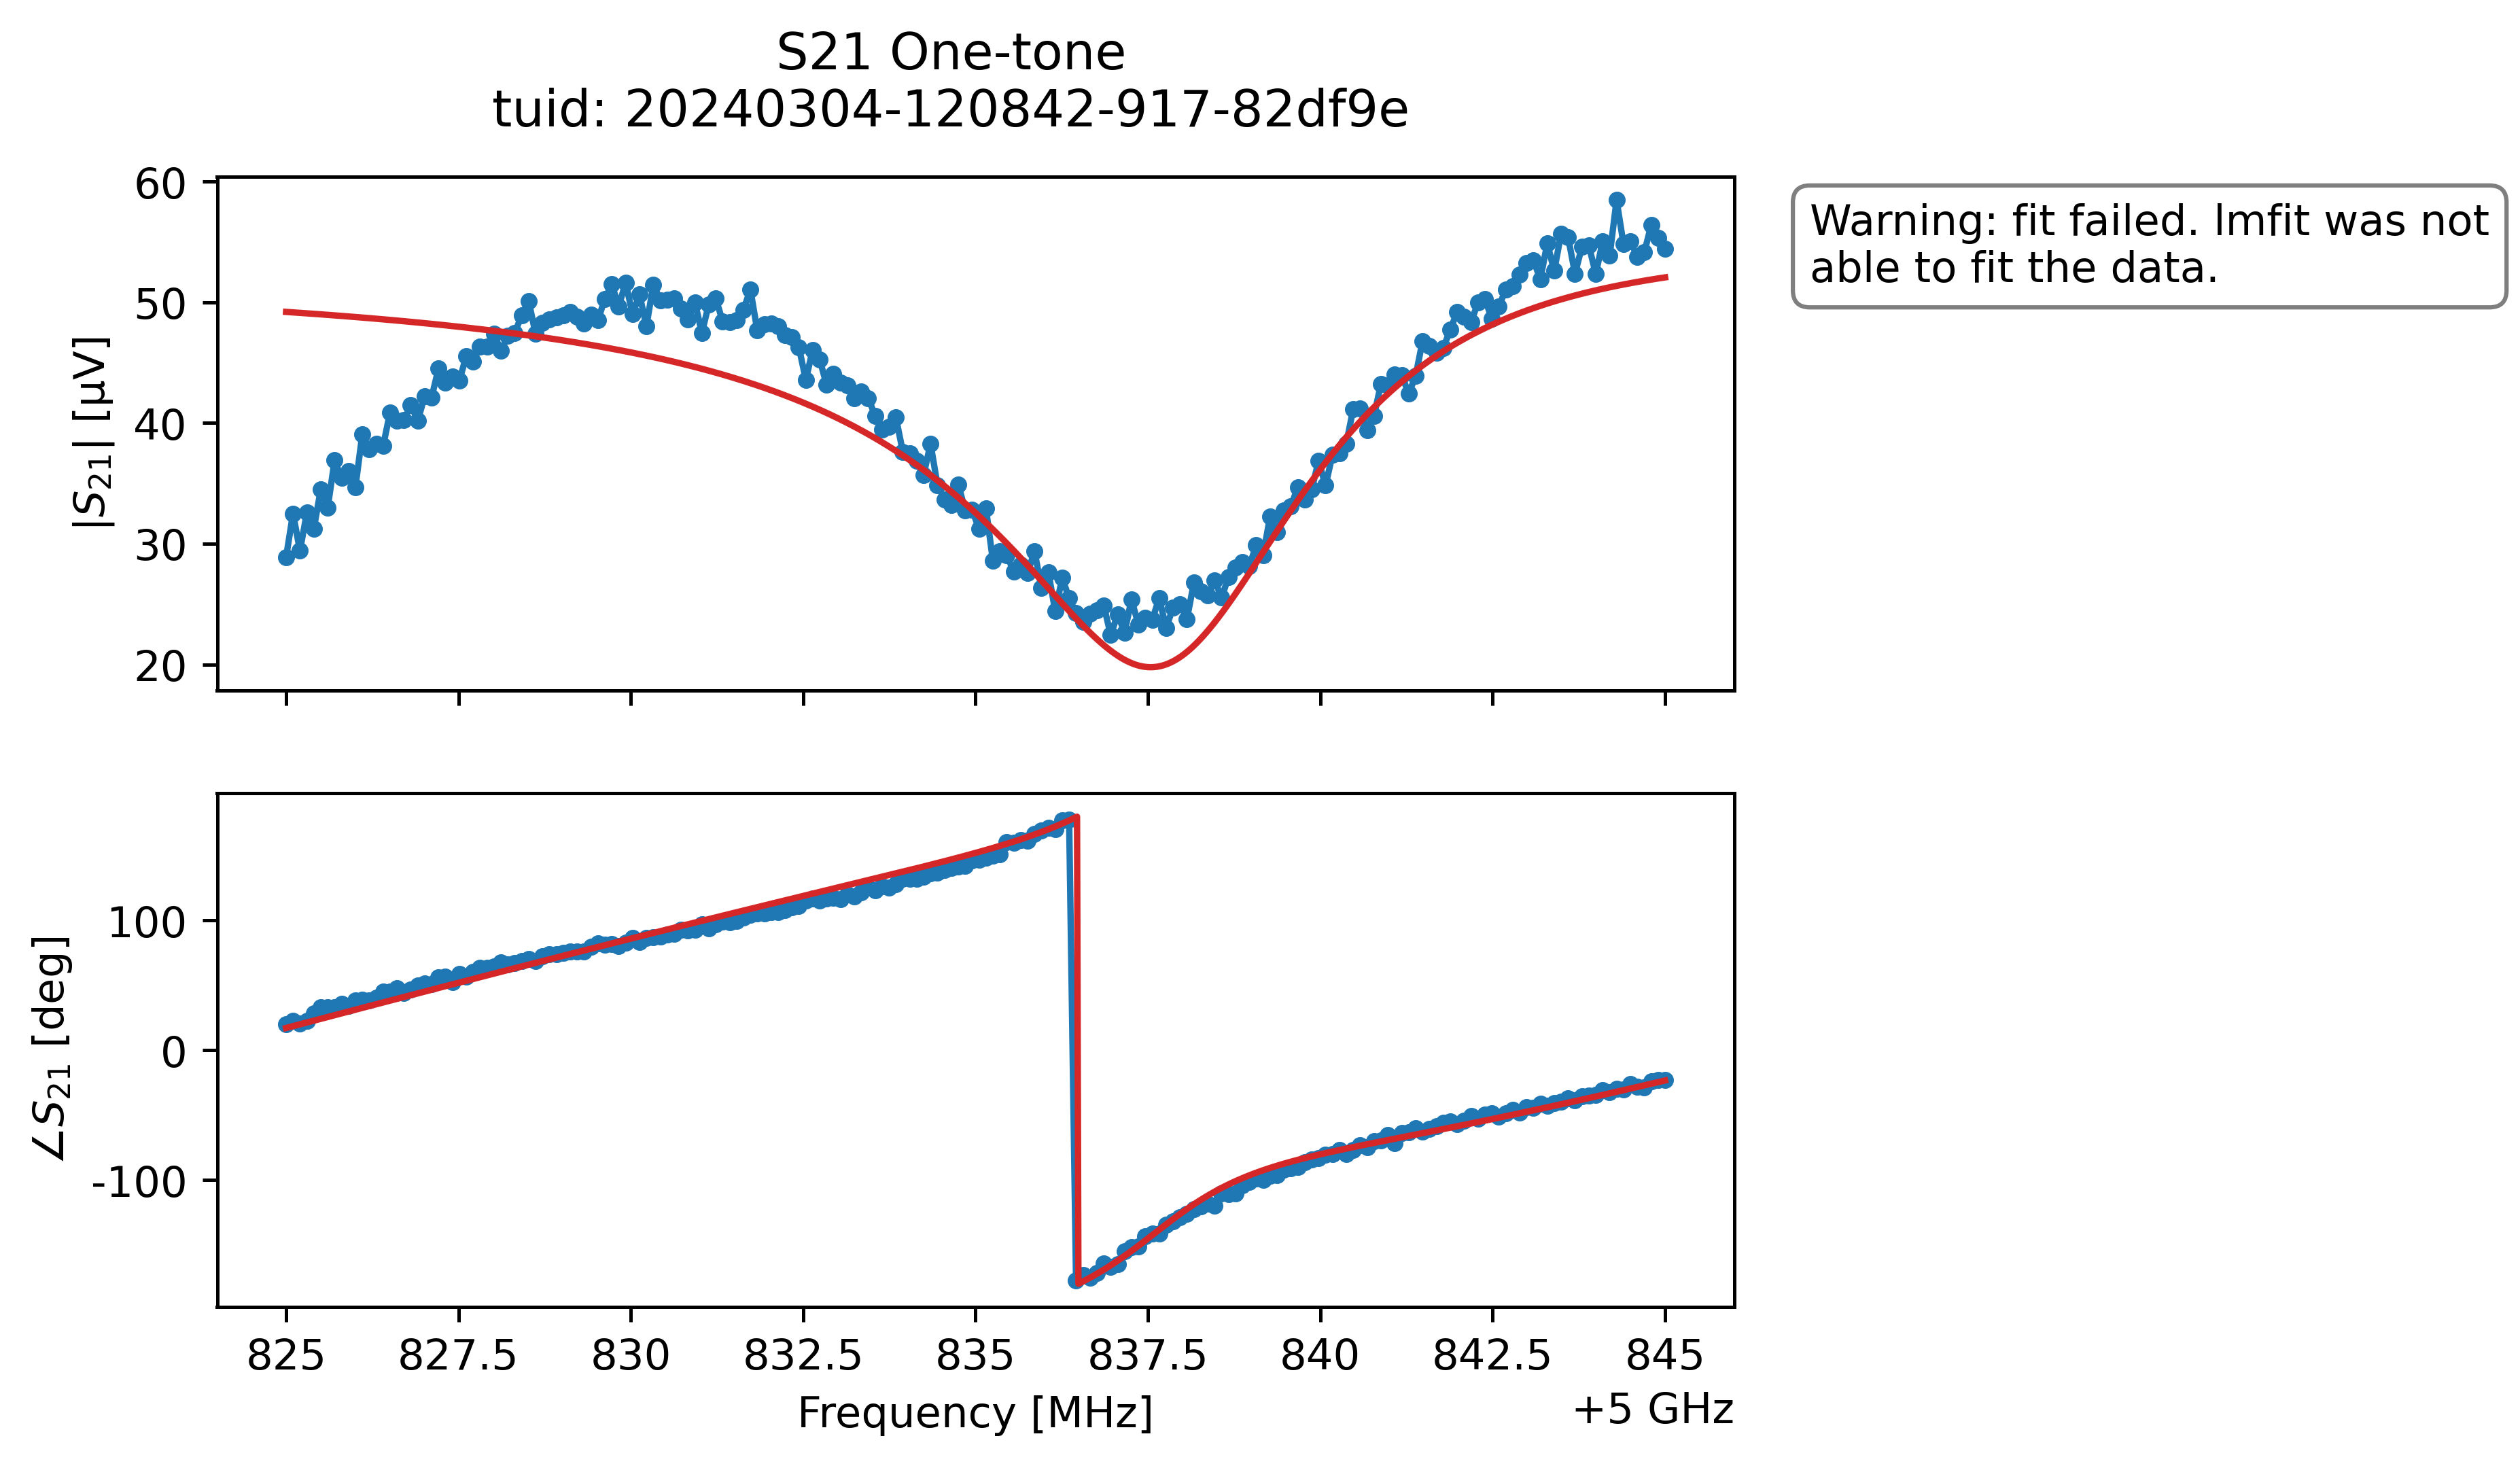 S21 One-tone
tuid: 20240304-120842-917-82df9e
60
50
40
30
20
|S21| [µV]
Warning: fit failed. lmfit was not
able to fit the data.
100
0
-100
∠S21 [deg]
825 827.5 830 832.5 835 837.5 840 842.5 845
Frequency [MHz]
+5 GHz